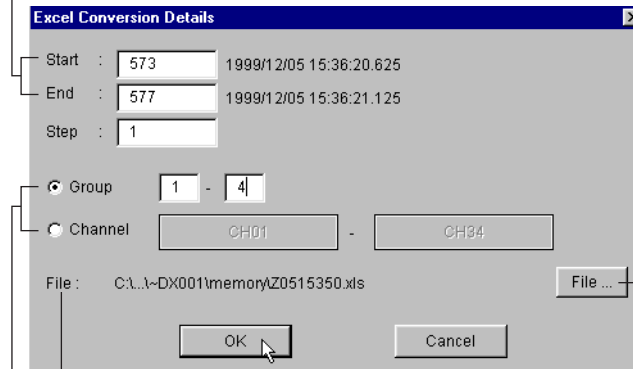 Excel Conversion Details
Start : 573 1999/12/05 15:36:20.625
End : 577 1999/12/05 15:36:21.125
Step : 1
Group 1 - 4
Channel CH01 - CH34
File : C:\...\~DX001\memory\Z0515350.xls File ...
OK Cancel